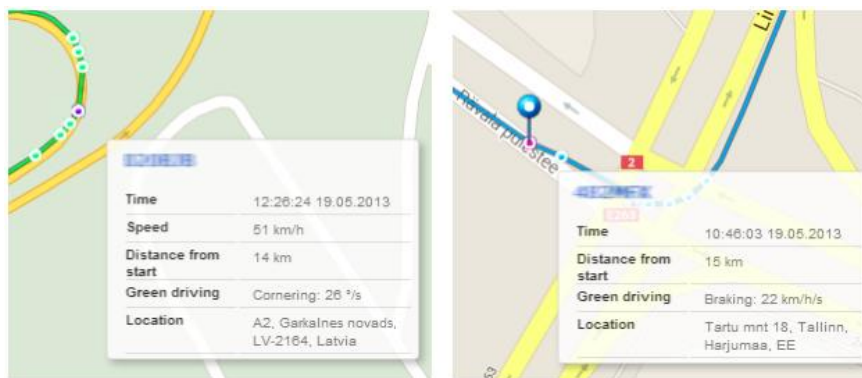 Time 12:26:24 19.05.2013
Speed 51 km/h
Distance from
start 14 km
Green driving Cornering: 26 °/s
Location A2, Garkalnes novads,
LV-2164, Latvia
Lii
Rävala puiestee
2
Time 10:46:03 19.05.2013
Distance from
start 15 km
Green driving Braking: 22 km/h/s
Location Tartu mnt 18, Tallinn,
Harjumaa, EE